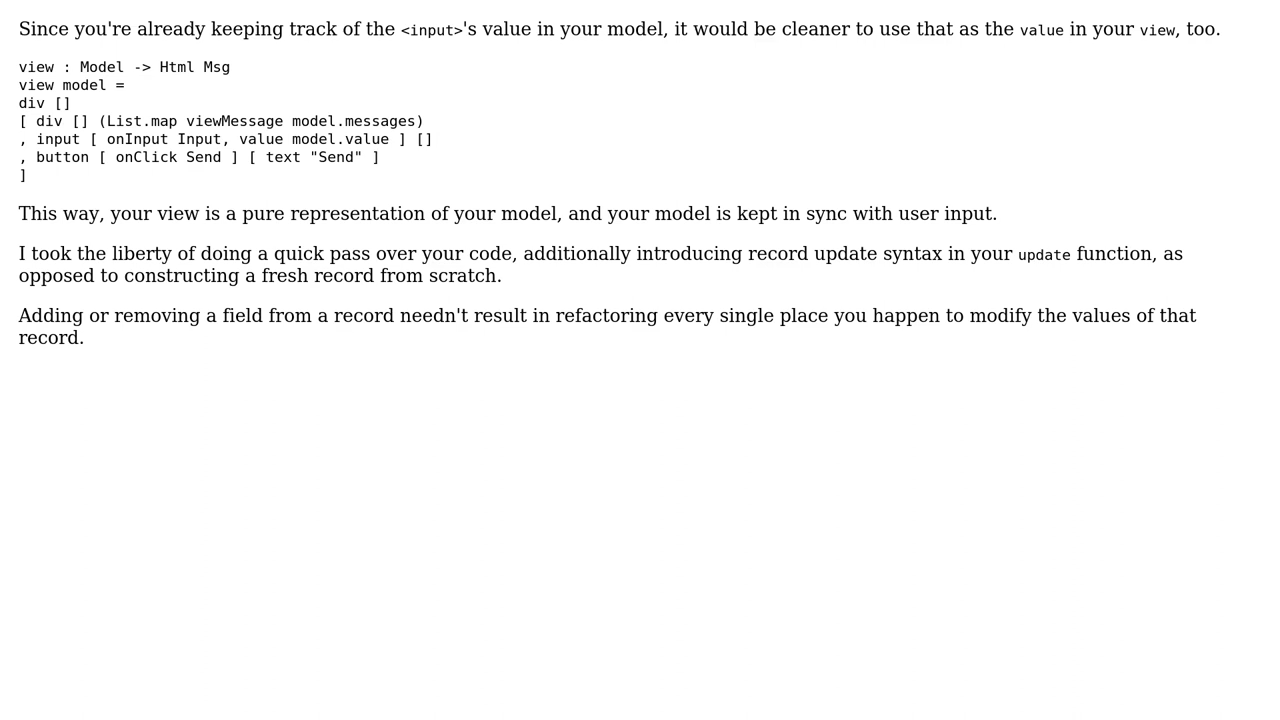 Since you're already keeping track of the <input>'s value in your model, it would be cleaner to use that as the value in your view, too.
view : Model -> Html Msg
view model =
div []
[ div [] (List.map viewMessage model.messages)
, input [ onInput Input, value model.value ] []
, button [ onClick Send ] [ text "Send" ]
]
This way, your view is a pure representation of your model, and your model is kept in sync with user input.
I took the liberty of doing a quick pass over your code, additionally introducing record update syntax in your update function, as
opposed to constructing a fresh record from scratch.
Adding or removing a field from a record needn't result in refactoring every single place you happen to modify the values of that
record.